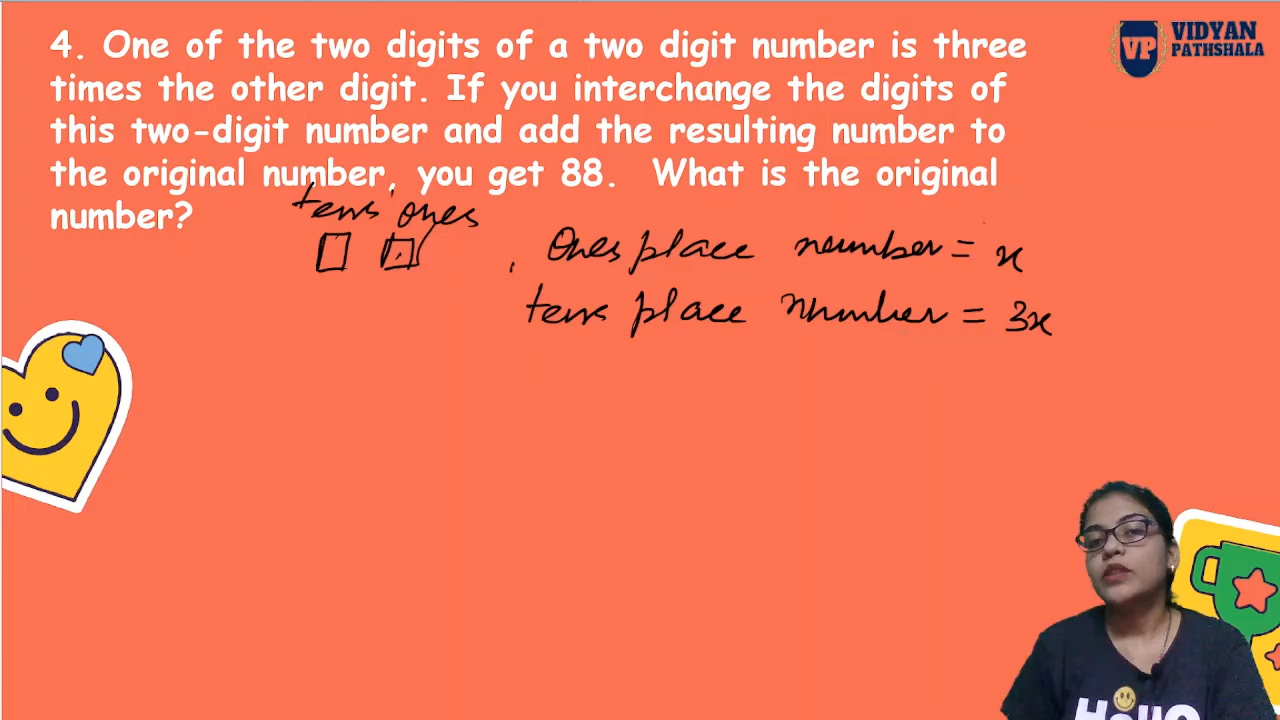 4. One of the two digits of a two digit number is three
times the other digit. If you interchange the digits of
this two-digit number and add the resulting number to
the original number, you get 88. What is the original
number?
VIDYAN
PATHSHALA
VP
tens ones
Ones place number = x
tens place number = 3x
HellO